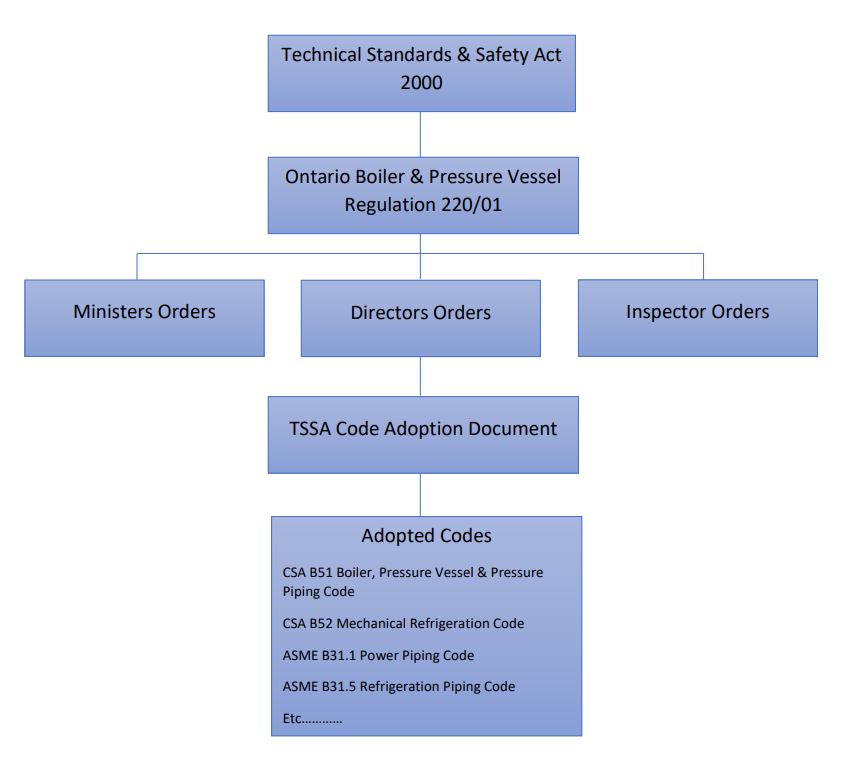 Technical Standards & Safety Act
2000
Ontario Boiler & Pressure Vessel
Regulation 220/01
Ministers Orders
Directors Orders
Inspector Orders
TSSA Code Adoption Document
Adopted Codes
CSA B51 Boiler, Pressure Vessel & Pressure
Piping Code
CSA B52 Mechanical Refrigeration Code
ASME B31.1 Power Piping Code
ASME B31.5 Refrigeration Piping Code
Etc…………